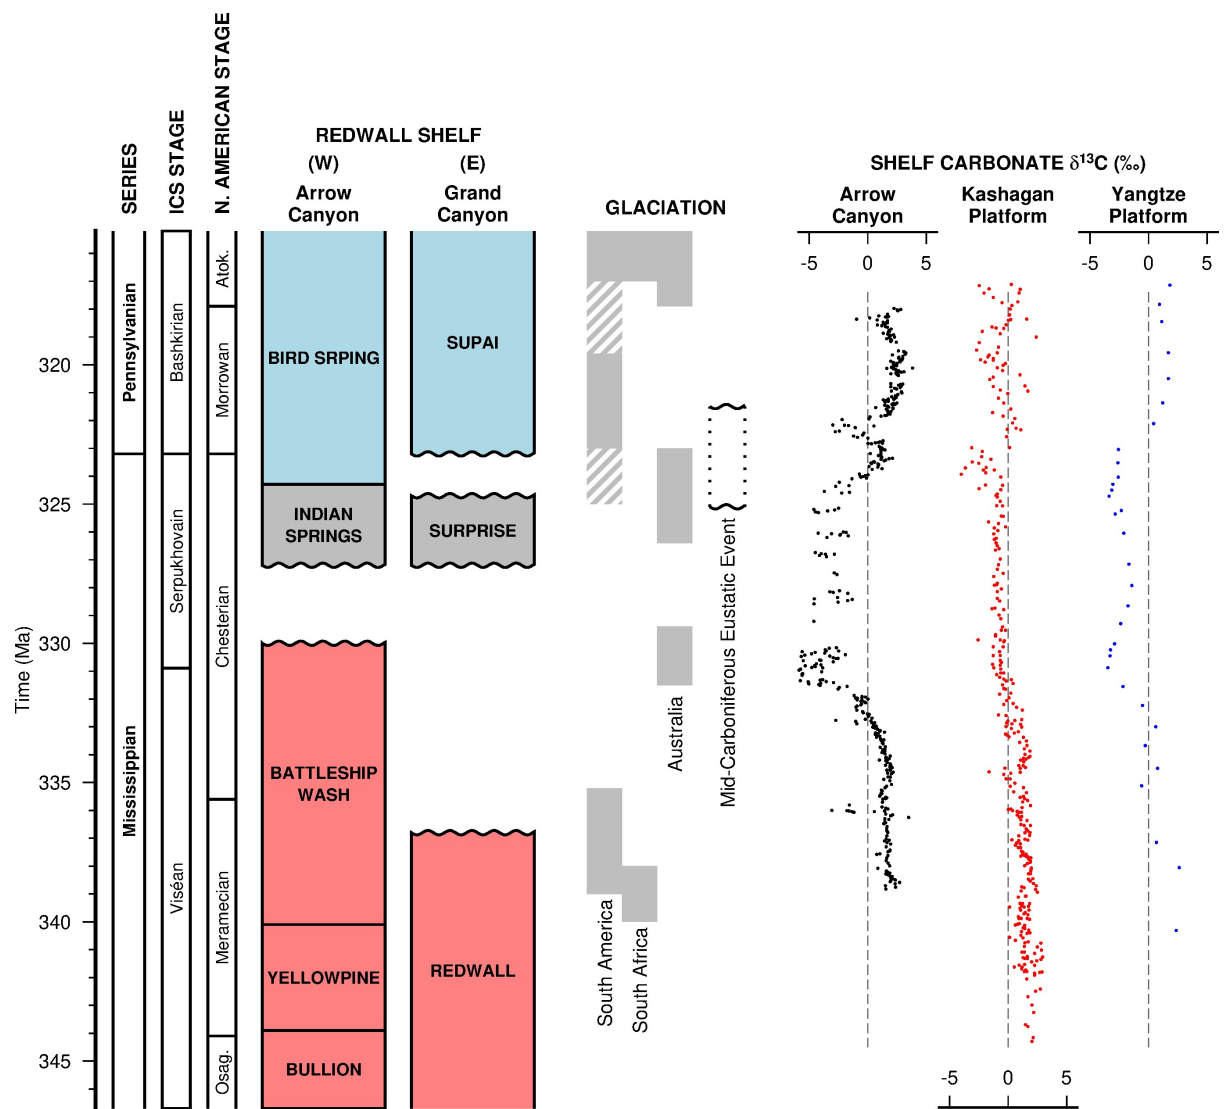 SERIES
ICS STAGE
N. AMERICAN STAGE
REDWALL SHELF
(W)
(E)
Arrow
Canyon
Grand
Canyon
GLACIATION
SHELF CARBONATE δ¹³C (‰)
Arrow
Canyon
Kashagan
Platform
Yangtze
Platform
-5 0 5
-5 0 5
Time (Ma)
320
325
330
335
340
345
Pennsylvanian
Mississippian
Bashkirian
Serpukhovain
Viséan
Atok.
Morrowan
Chesterian
Meramecian
Osag.
BIRD SRPING
SUPAI
INDIAN
SPRINGS
SURPRISE
BATTLESHIP
WASH
YELLOWPINE
REDWALL
BULLION
South America
South Africa
Australia
Mid-Carboniferous Eustatic Event
-5 0 5